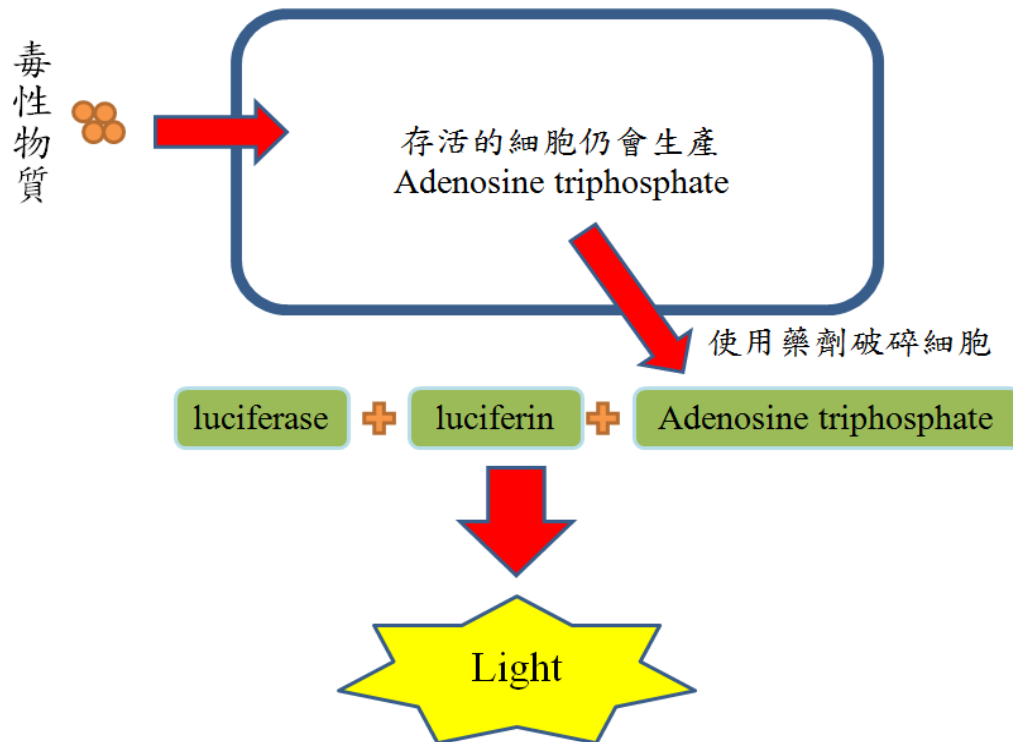 毒性物質
存活的細胞仍會生產
Adenosine triphosphate
使用藥劑破碎細胞
luciferase
luciferin
Adenosine triphosphate
Light